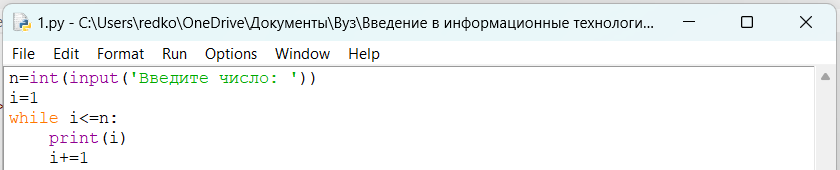 1.py - C:\Users\redko\OneDrive\Документы\Вуз\Введение в информационные технологи...
File Edit Format Run Options Window Help
n=int(input('Введите число: '))
i=1
while i<=n:
    print(i)
    i+=1